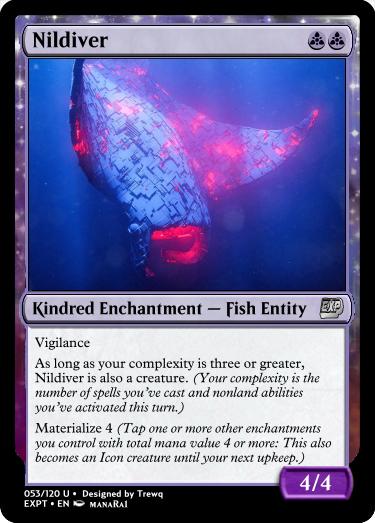 Nildiver
Kindred Enchantment — Fish Entity
EXP
Vigilance
As long as your complexity is three or greater,
Nildiver is also a creature. (Your complexity is the
number of spells you've cast and nonland abilities
you've activated this turn.)
Materialize 4 (Tap one or more other enchantments
you control with total mana value 4 or more: This also
becomes an Icon creature until your next upkeep.)
4/4
053/120 U • Designed by Trewq
EXPT • EN MANARAI